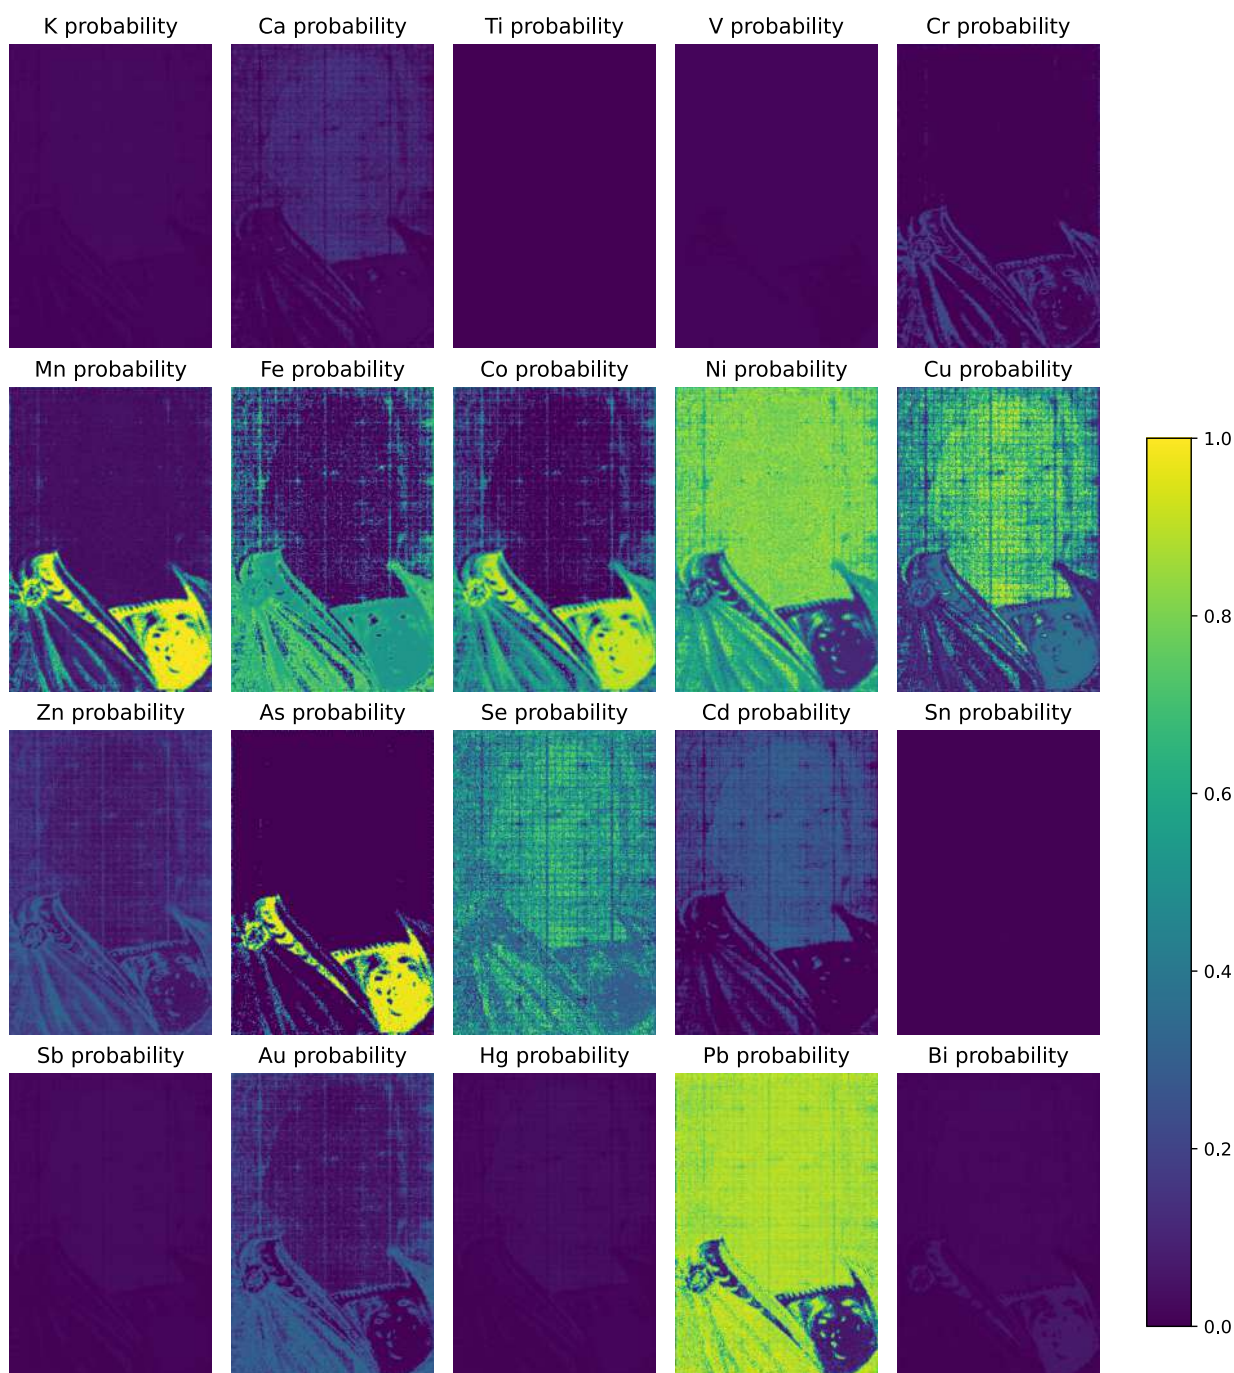 K probability Ca probability Ti probability V probability Cr probability
Mn probability Fe probability Co probability Ni probability Cu probability
1.0
0.8
Zn probability As probability Se probability Cd probability Sn probability
0.6
0.4
Sb probability Au probability Hg probability Pb probability Bi probability
0.2
0.0